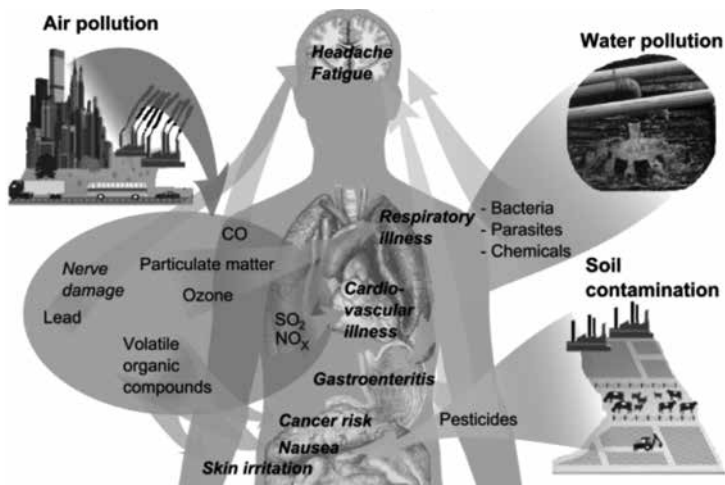 Air pollution
Headache
Fatigue
Water pollution
CO
Particulate matter
Nerve
damage
Ozone
Lead
SO₂
NOₓ
Volatile
organic
compounds
Respiratory
illness
- Bacteria
- Parasites
- Chemicals
Soil
contamination
Cardio-
vascular
illness
Gastroenteritis
Cancer risk
Nausea
Skin irritation
Pesticides